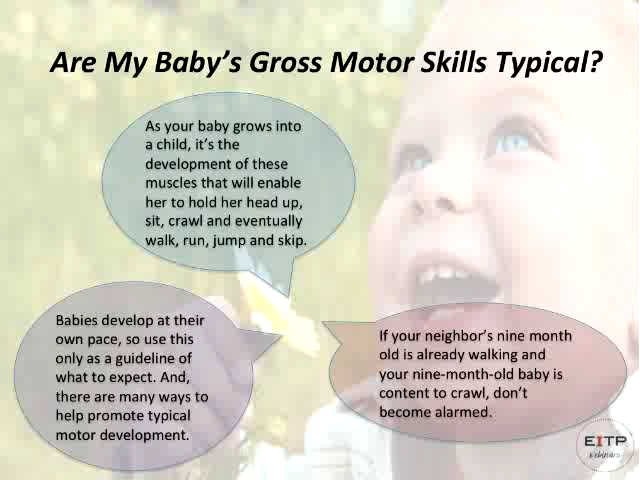 Are My Baby's Gross Motor Skills Typical?
As your baby grows into
a child, it's the
development of these
muscles that will enable
her to hold her head up,
sit, crawl and eventually
walk, run, jump and skip.
Babies develop at their
own pace, so use this
only as a guideline of
what to expect. And,
there are many ways to
help promote typical
motor development.
If your neighbor's nine month
old is already walking and
your nine-month-old baby is
content to crawl, don't
become alarmed.
EITP
webinars